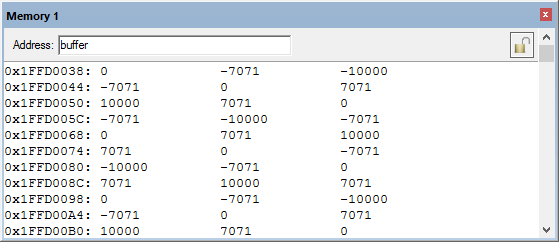 Memory 1
Address: buffer
0x1FFD0038: 0 -7071 -10000
0x1FFD0044: -7071 0 7071
0x1FFD0050: 10000 7071 0
0x1FFD005C: -7071 -10000 -7071
0x1FFD0068: 0 7071 10000
0x1FFD0074: 7071 0 -7071
0x1FFD0080: -10000 -7071 0
0x1FFD008C: 7071 10000 7071
0x1FFD0098: 0 -7071 -10000
0x1FFD00A4: -7071 0 7071
0x1FFD00B0: 10000 7071 0